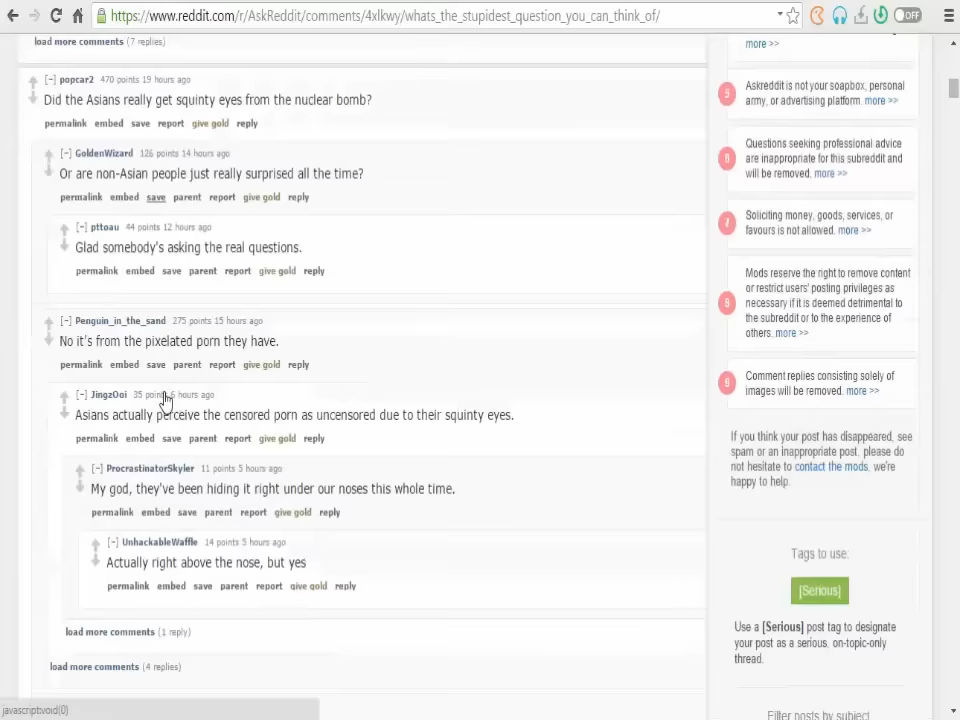 https://www.reddit.com/r/AskReddit/comments/4xlkwy/whats_the_stupidest_question_you_can_think_of/
OFF
load more comments (7 replies)
[–] popcar2 470 points 19 hours ago
Did the Asians really get squinty eyes from the nuclear bomb?
permalink embed save report give gold reply
[–] GoldenWizard 126 points 14 hours ago
Or are non-Asian people just really surprised all the time?
permalink embed save parent report give gold reply
[–] pttoau 44 points 12 hours ago
Glad somebody's asking the real questions.
permalink embed save parent report give gold reply
[–] Penguin_in_the_sand 275 points 15 hours ago
No it's from the pixelated porn they have.
permalink embed save parent report give gold reply
[–] JingzOoi 35 points 6 hours ago
Asians actually perceive the censored porn as uncensored due to their squinty eyes.
permalink embed save parent report give gold reply
[–] ProcrastinatorSkyler 11 points 5 hours ago
My god, they've been hiding it right under our noses this whole time.
permalink embed save parent report give gold reply
[–] UnhackableWaffle 14 points 5 hours ago
Actually right above the nose, but yes
permalink embed save parent report give gold reply
load more comments (1 reply)
load more comments (4 replies)
javascript:void(0)
more >>
5
Askreddit is not your soapbox, personal
army, or advertising platform. more >>
6
Questions seeking professional advice
are inappropriate for this subreddit and
will be removed. more >>
7
Soliciting money, goods, services, or
favours is not allowed. more >>
8
Mods reserve the right to remove content
or restrict users' posting privileges as
necessary if it is deemed detrimental to
the subreddit or to the experience of
others. more >>
9
Comment replies consisting solely of
images will be removed. more >>
If you think your post has disappeared, see
spam or an inappropriate post, please do
not hesitate to contact the mods, we're
happy to help.
Tags to use:
[Serious]
Use a [Serious] post tag to designate
your post as a serious, on-topic-only
thread.
Filter posts by subject